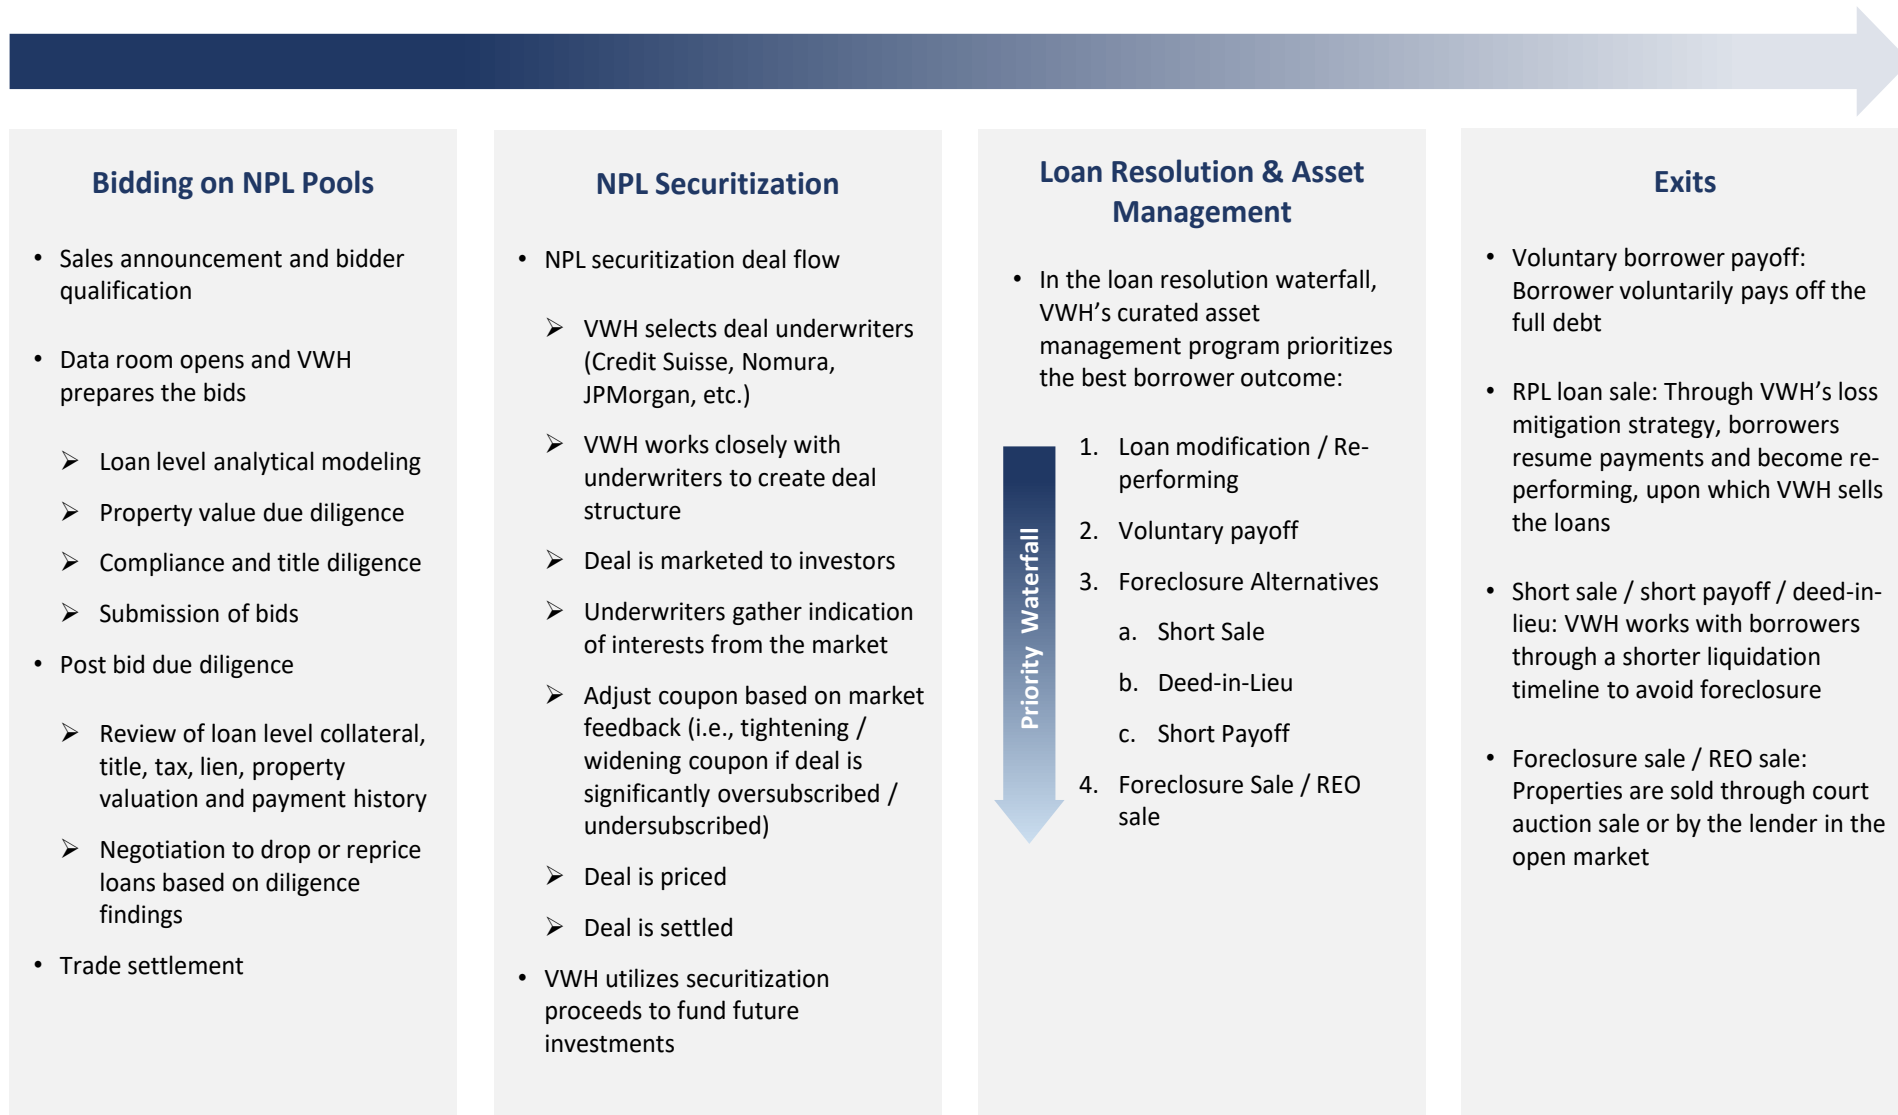 Bidding on NPL Pools
• Sales announcement and bidder
qualification
• Data room opens and VWH
prepares the bids
➢ Loan level analytical modeling
➢ Property value due diligence
➢ Compliance and title diligence
➢ Submission of bids
• Post bid due diligence
➢ Review of loan level collateral,
title, tax, lien, property
valuation and payment history
➢ Negotiation to drop or reprice
loans based on diligence
findings
• Trade settlement
NPL Securitization
• NPL securitization deal flow
➢ VWH selects deal underwriters
(Credit Suisse, Nomura,
JPMorgan, etc.)
➢ VWH works closely with
underwriters to create deal
structure
➢ Deal is marketed to investors
➢ Underwriters gather indication
of interests from the market
➢ Adjust coupon based on market
feedback (i.e., tightening /
widening coupon if deal is
significantly oversubscribed /
undersubscribed)
➢ Deal is priced
➢ Deal is settled
• VWH utilizes securitization
proceeds to fund future
investments
Loan Resolution & Asset
Management
• In the loan resolution waterfall,
VWH’s curated asset
management program prioritizes
the best borrower outcome:
Priority Waterfall
1. Loan modification / Re-
performing
2. Voluntary payoff
3. Foreclosure Alternatives
a. Short Sale
b. Deed-in-Lieu
c. Short Payoff
4. Foreclosure Sale / REO
sale
Exits
• Voluntary borrower payoff:
Borrower voluntarily pays off the
full debt
• RPL loan sale: Through VWH’s loss
mitigation strategy, borrowers
resume payments and become re-
performing, upon which VWH sells
the loans
• Short sale / short payoff / deed-in-
lieu: VWH works with borrowers
through a shorter liquidation
timeline to avoid foreclosure
• Foreclosure sale / REO sale:
Properties are sold through court
auction sale or by the lender in the
open market